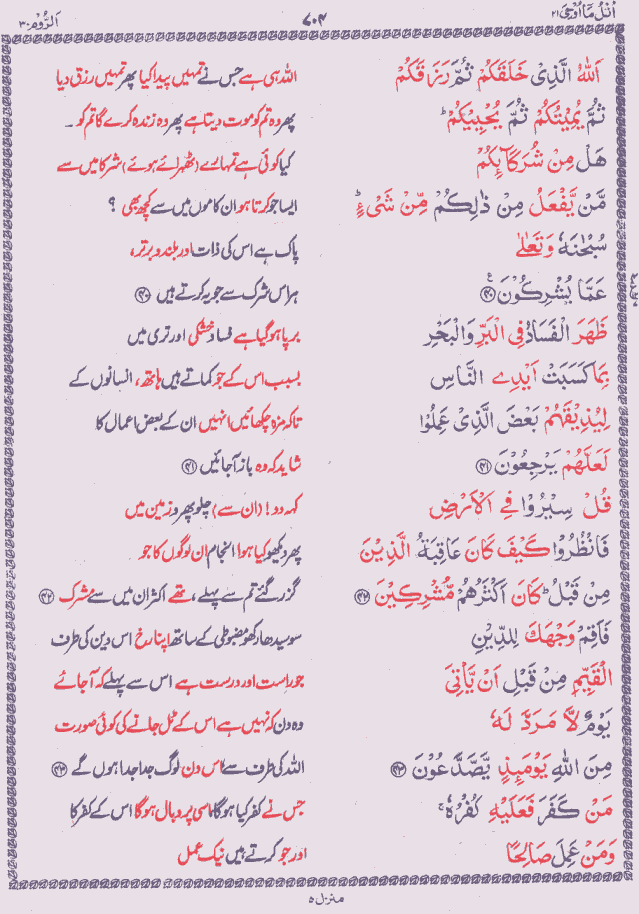 اُتْلُ مَآ اُوْحِیَ ۲۱ ۷۰۴ اَلرُّوْم ۳۰
اَللّٰهُ الَّذِیْ خَلَقَكُمْ ثُمَّ رَزَقَكُمْ اللہ ہی ہے جس نے تمہیں پیدا کیا پھر تمہیں رزق دیا
ثُمَّ یُمِیْتُكُمْ ثُمَّ یُحْیِیْكُمْؕ پھر وہ تم کو موت دیتا ہے پھر وہ زندہ کرے گا تم کو ۔
هَلْ مِنْ شُرَكَآىِٕكُمْ کیا کوئی ہے تمہارے (ٹھہرائے ہوئے) شرکا میں سے
مَّنْ یَّفْعَلُ مِنْ ذٰلِكُمْ مِّنْ شَیْءٍؕ ایسا جو کرتا ہو ان کاموں میں سے کچھ بھی ؟
سُبْحٰنَهٗ وَتَعٰلٰی پاک ہے اس کی ذات اور بلند و برتر،
عَمَّا یُشْرِكُوْنَ ﴿۴۰﴾ ع ہر اس شرک سے جو یہ کرتے ہیں ﴿۴۰﴾
ظَهَرَ الْفَسَادُ فِی الْبَرِّ وَالْبَحْرِ برپا ہو گیا ہے فساد خشکی اور تری میں
بِمَا كَسَبَتْ اَیْدِی النَّاسِ بسبب اس کے جو کماتے ہیں ہاتھ، انسانوں کے
لِیُذِیْقَهُمْ بَعْضَ الَّذِیْ عَمِلُوْا تاکہ مزہ چکھائیں انہیں ان کے بعض اعمال کا
لَعَلَّهُمْ یَرْجِعُوْنَ ﴿۴۱﴾ شاید کہ وہ باز آجائیں ﴿۴۱﴾
قُلْ سِیْرُوْا فِی الْاَرْضِ کہہ دو! (ان سے) چلو پھرو زمین میں
فَانْظُرُوْا كَیْفَ كَانَ عَاقِبَةُ الَّذِیْنَ پھر دیکھو کیا ہوا انجام ان لوگوں کا جو
مِنْ قَبْلُؕ كَانَ اَكْثَرُهُمْ مُّشْرِكِیْنَ ﴿۴۲﴾ گزر گئے تم سے پہلے، تھے اکثر ان میں سے مشرک ﴿۴۲﴾
فَاَقِمْ وَجْهَكَ لِلدِّیْنِ سو سیدھا رکھو مضبوطی کے ساتھ اپنا رخ اس دین کی طرف
الْقَیِّمِ مِنْ قَبْلِ اَنْ یَّاْتِیَ جو راست اور درست ہے اس سے پہلے کہ آ جائے
یَوْمٌ لَّا مَرَدَّ لَهٗ وہ دن کہ نہیں ہے اس کے ٹل جانے کی کوئی صورت
مِنَ اللّٰهِ یَوْمَىِٕذٍ یَّصَّدَّعُوْنَ ﴿۴۳﴾ اللہ کی طرف سے اس دن لوگ جدا جدا ہوں گے ﴿۴۳﴾
مَنْ كَفَرَ فَعَلَیْهِ كُفْرُهٗۚ جس نے کفر کیا ہوگا اسی پر وبال ہوگا اس کے کفر کا
وَمَنْ عَمِلَ صَالِحًا اور جو کرتے ہیں نیک عمل
منزل ۵